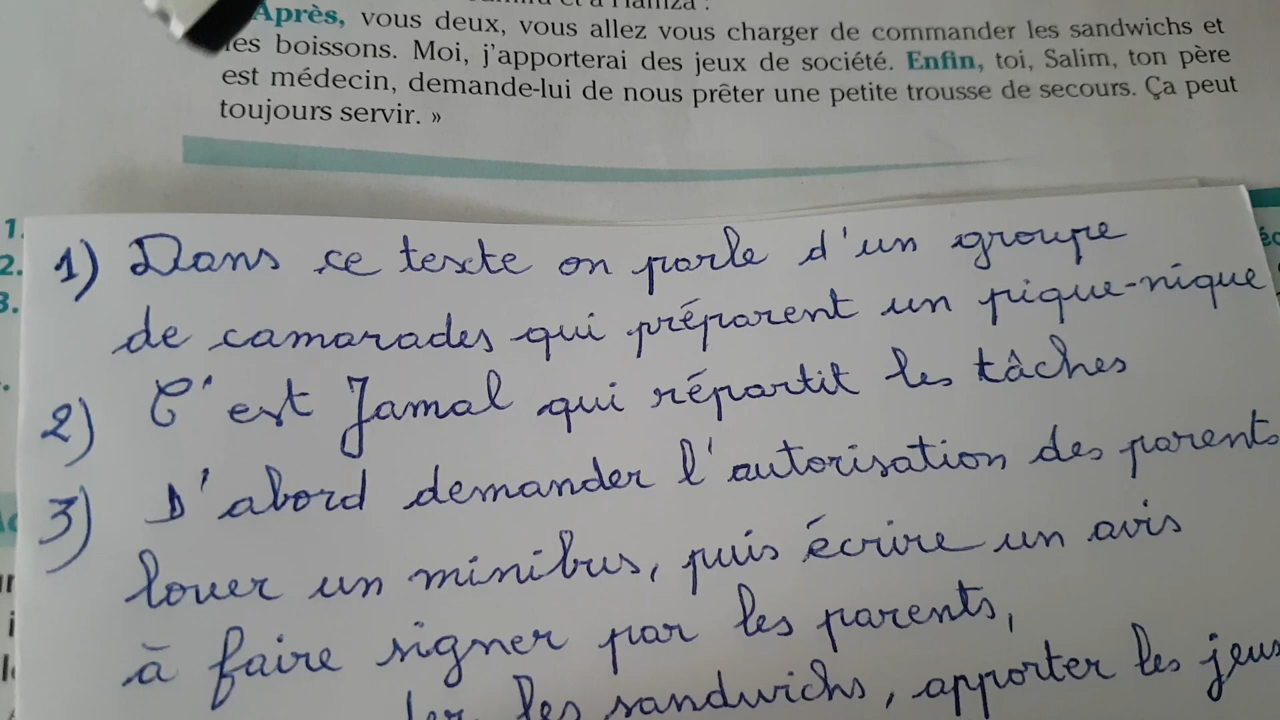 Après, vous deux, vous allez vous charger de commander les sandwichs et
les boissons. Moi, j'apporterai des jeux de société. Enfin, toi, Salim, ton père
est médecin, demande-lui de nous prêter une petite trousse de secours. Ça peut
toujours servir. »
1.
2.
3.
1) Dans ce texte on parle d'un groupe
de camarades qui préparent un pique-nique
2) C'est Jamal qui répartit les tâches
3) D'abord demander l'autorisation des parents
louer un minibus, puis écrire un avis
à faire signer par les parents,
les sandwichs, apporter les jeux